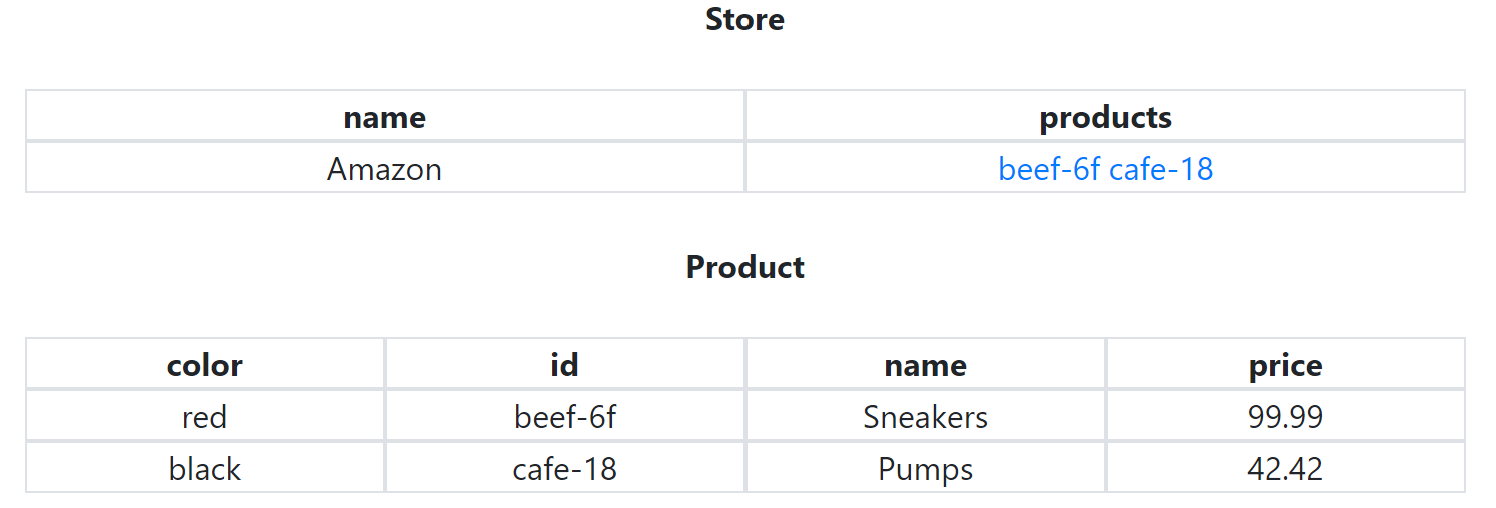 Store
name products
Amazon beef-6f cafe-18
Product
color id name price
red beef-6f Sneakers 99.99
black cafe-18 Pumps 42.42